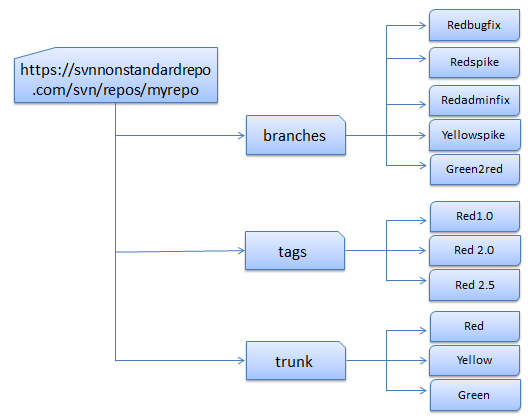 https://svnnonstandardrepo
.com/svn/repos/myrepo
branches
Redbugfix
Redspike
Redadminfix
Yellowspike
Green2red
tags
Red1.0
Red 2.0
Red 2.5
trunk
Red
Yellow
Green